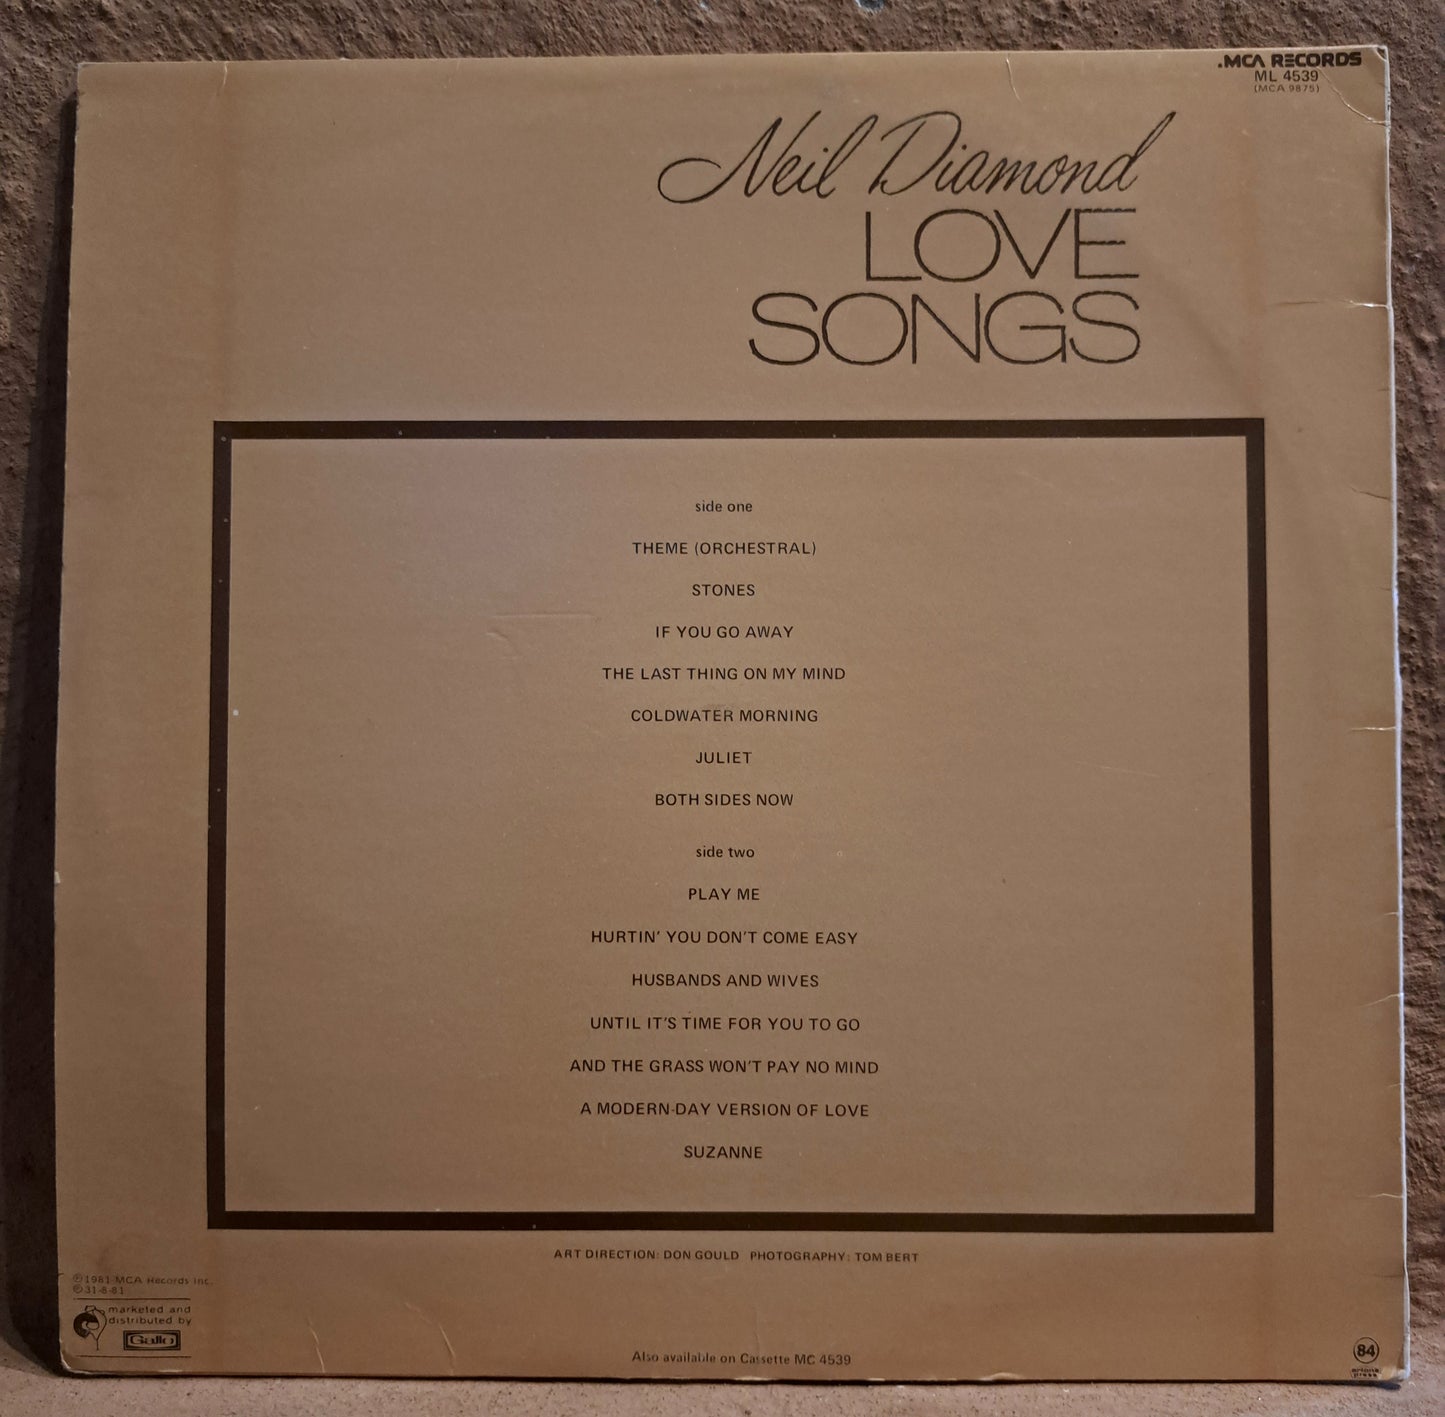 .MCA RECORDS
ML 4539
(MCA 9875)
Neil Diamond
LOVE
SONGS
side one
THEME (ORCHESTRAL)
STONES
IF YOU GO AWAY
THE LAST THING ON MY MIND
COLDWATER MORNING
JULIET
BOTH SIDES NOW
side two
PLAY ME
HURTIN' YOU DON'T COME EASY
HUSBANDS AND WIVES
UNTIL IT'S TIME FOR YOU TO GO
AND THE GRASS WON'T PAY NO MIND
A MODERN-DAY VERSION OF LOVE
SUZANNE
ART DIRECTION: DON GOULD PHOTOGRAPHY: TOM BERT
℗1981 MCA Records Inc.
©31-8-81
marketed and
distributed by
Gallo
Also available on Cassette MC 4539
84
artone
press